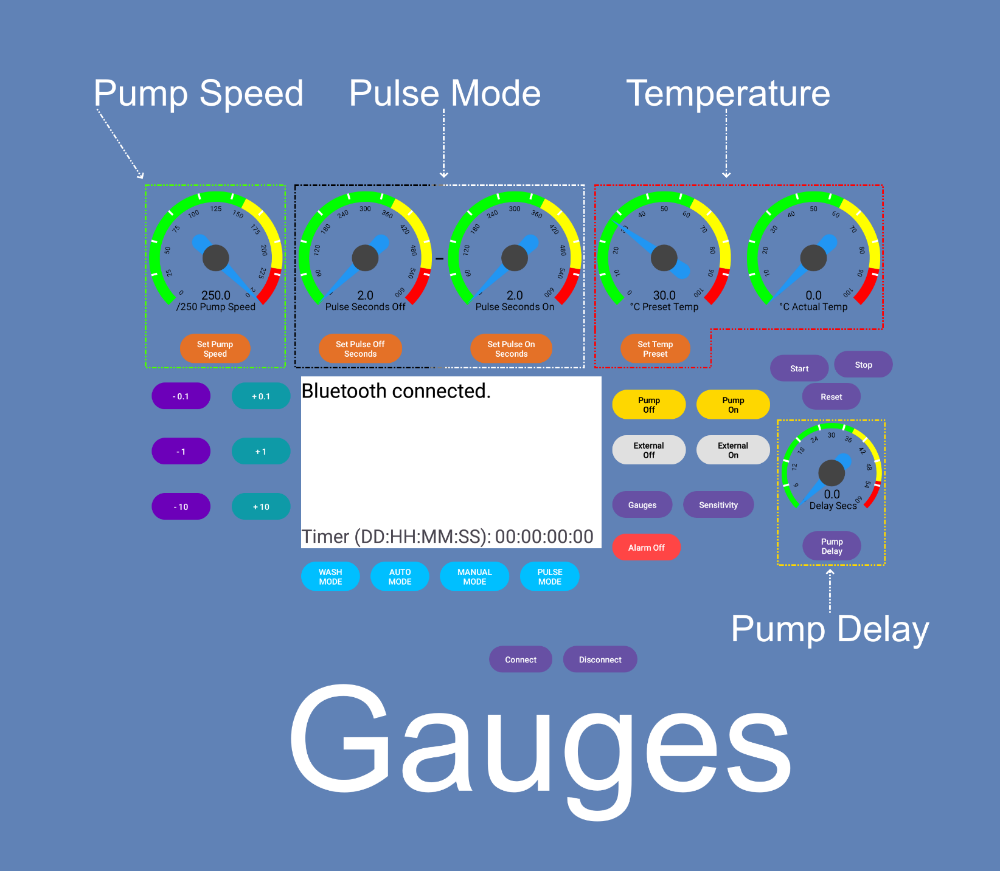 Pump Speed
Pulse Mode
Temperature
0
25
50
75
100
125
150
175
200
225
250.0
/250 Pump Speed
60
120
180
240
300
360
420
480
540
600
2.0
Pulse Seconds Off
-
60
120
180
240
300
360
420
480
540
600
2.0
Pulse Seconds On
0
10
20
30
40
50
60
70
80
90
100
30.0
°C Preset Temp
10
20
30
40
50
60
70
80
90
100
0.0
°C Actual Temp
Set Pump
Speed
Set Pulse Off
Seconds
Set Pulse On
Seconds
Set Temp
Preset
Start
Stop
Reset
- 0.1
+ 0.1
- 1
+ 1
- 10
+ 10
Bluetooth connected.
Timer (DD:HH:MM:SS): 00:00:00:00
Pump
Off
Pump
On
External
Off
External
On
Gauges
Sensitivity
Alarm Off
6
12
18
24
30
36
42
48
54
60
0.0
Delay Secs
Pump
Delay
WASH
MODE
AUTO
MODE
MANUAL
MODE
PULSE
MODE
Pump Delay
Connect
Disconnect
Gauges